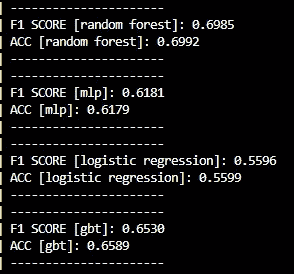 | -----------------------
| F1 SCORE [random forest]: 0.6985
| ACC [random forest]: 0.6992
| -----------------------
| -----------------------
| F1 SCORE [mlp]: 0.6181
| ACC [mlp]: 0.6179
| -----------------------
| -----------------------
| F1 SCORE [logistic regression]: 0.5596
| ACC [logistic regression]: 0.5599
| -----------------------
| -----------------------
| F1 SCORE [gbt]: 0.6530
| ACC [gbt]: 0.6589
| -----------------------